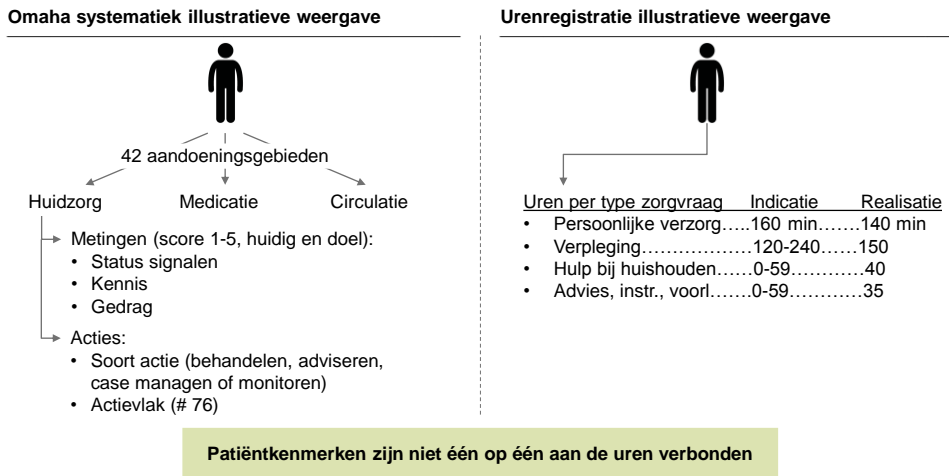 Omaha systematiek illustratieve weergave
42 aandoeningsgebieden
Huidzorg Medicatie Circulatie
Metingen (score 1-5, huidig en doel):
• Status signalen
• Kennis
• Gedrag
Acties:
• Soort actie (behandelen, adviseren,
case managen of monitoren)
• Actievlak (# 76)
Urenregistratie illustratieve weergave
Uren per type zorgvraag Indicatie Realisatie
• Persoonlijke verzorg…..160 min…….140 min
• Verpleging………………120-240……150
• Hulp bij huishouden……0-59…………40
• Advies, instr., voorl…….0-59…………35
Patiëntkenmerken zijn niet één op één aan de uren verbonden